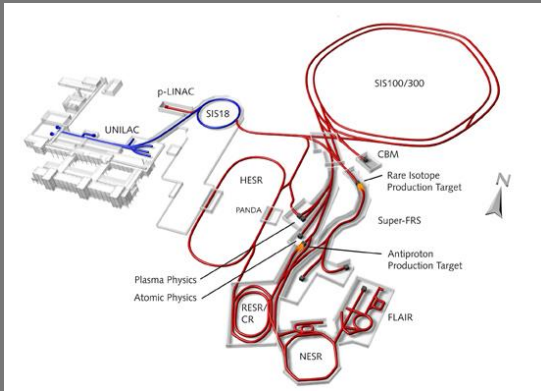 p-LINAC
SIS100/300
UNILAC
SIS18
CBM
Rare Isotope
Production Target
HESR
N
PANDA
Super-FRS
Plasma Physics
Antiproton
Production Target
Atomic Physics
RESR/
CR
FLAIR
NESR